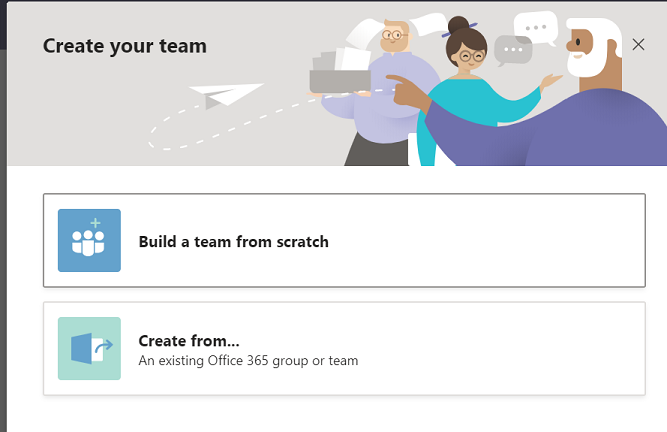 Create your team
Build a team from scratch
Create from...
An existing Office 365 group or team